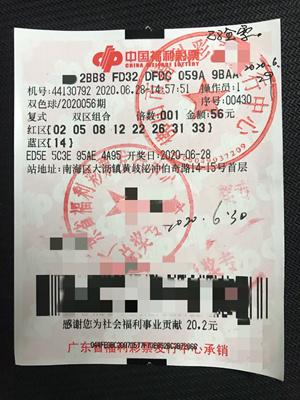 中国福利彩票
CHINA WELFARE LOTTERY
2BB8 FD32 DF0C 059A 9BAA
机号:44130792 2020.06.28-14:57:51 操作员:1
双色球/2020056期 序号:00430
复式 双区组合 倍数:001 金额:56元
红区[02 05 08 12 22 26 31 33]
蓝区[14]
ED5E 5C3E 95AE 4A95 开奖日:2020-06-28
站地址:南海区大沥镇黄岐泌冲伯奇路14-15号首层
2020.6.30
感谢您为社会福利事业贡献 20.2元
广东省福利彩票发行中心承销